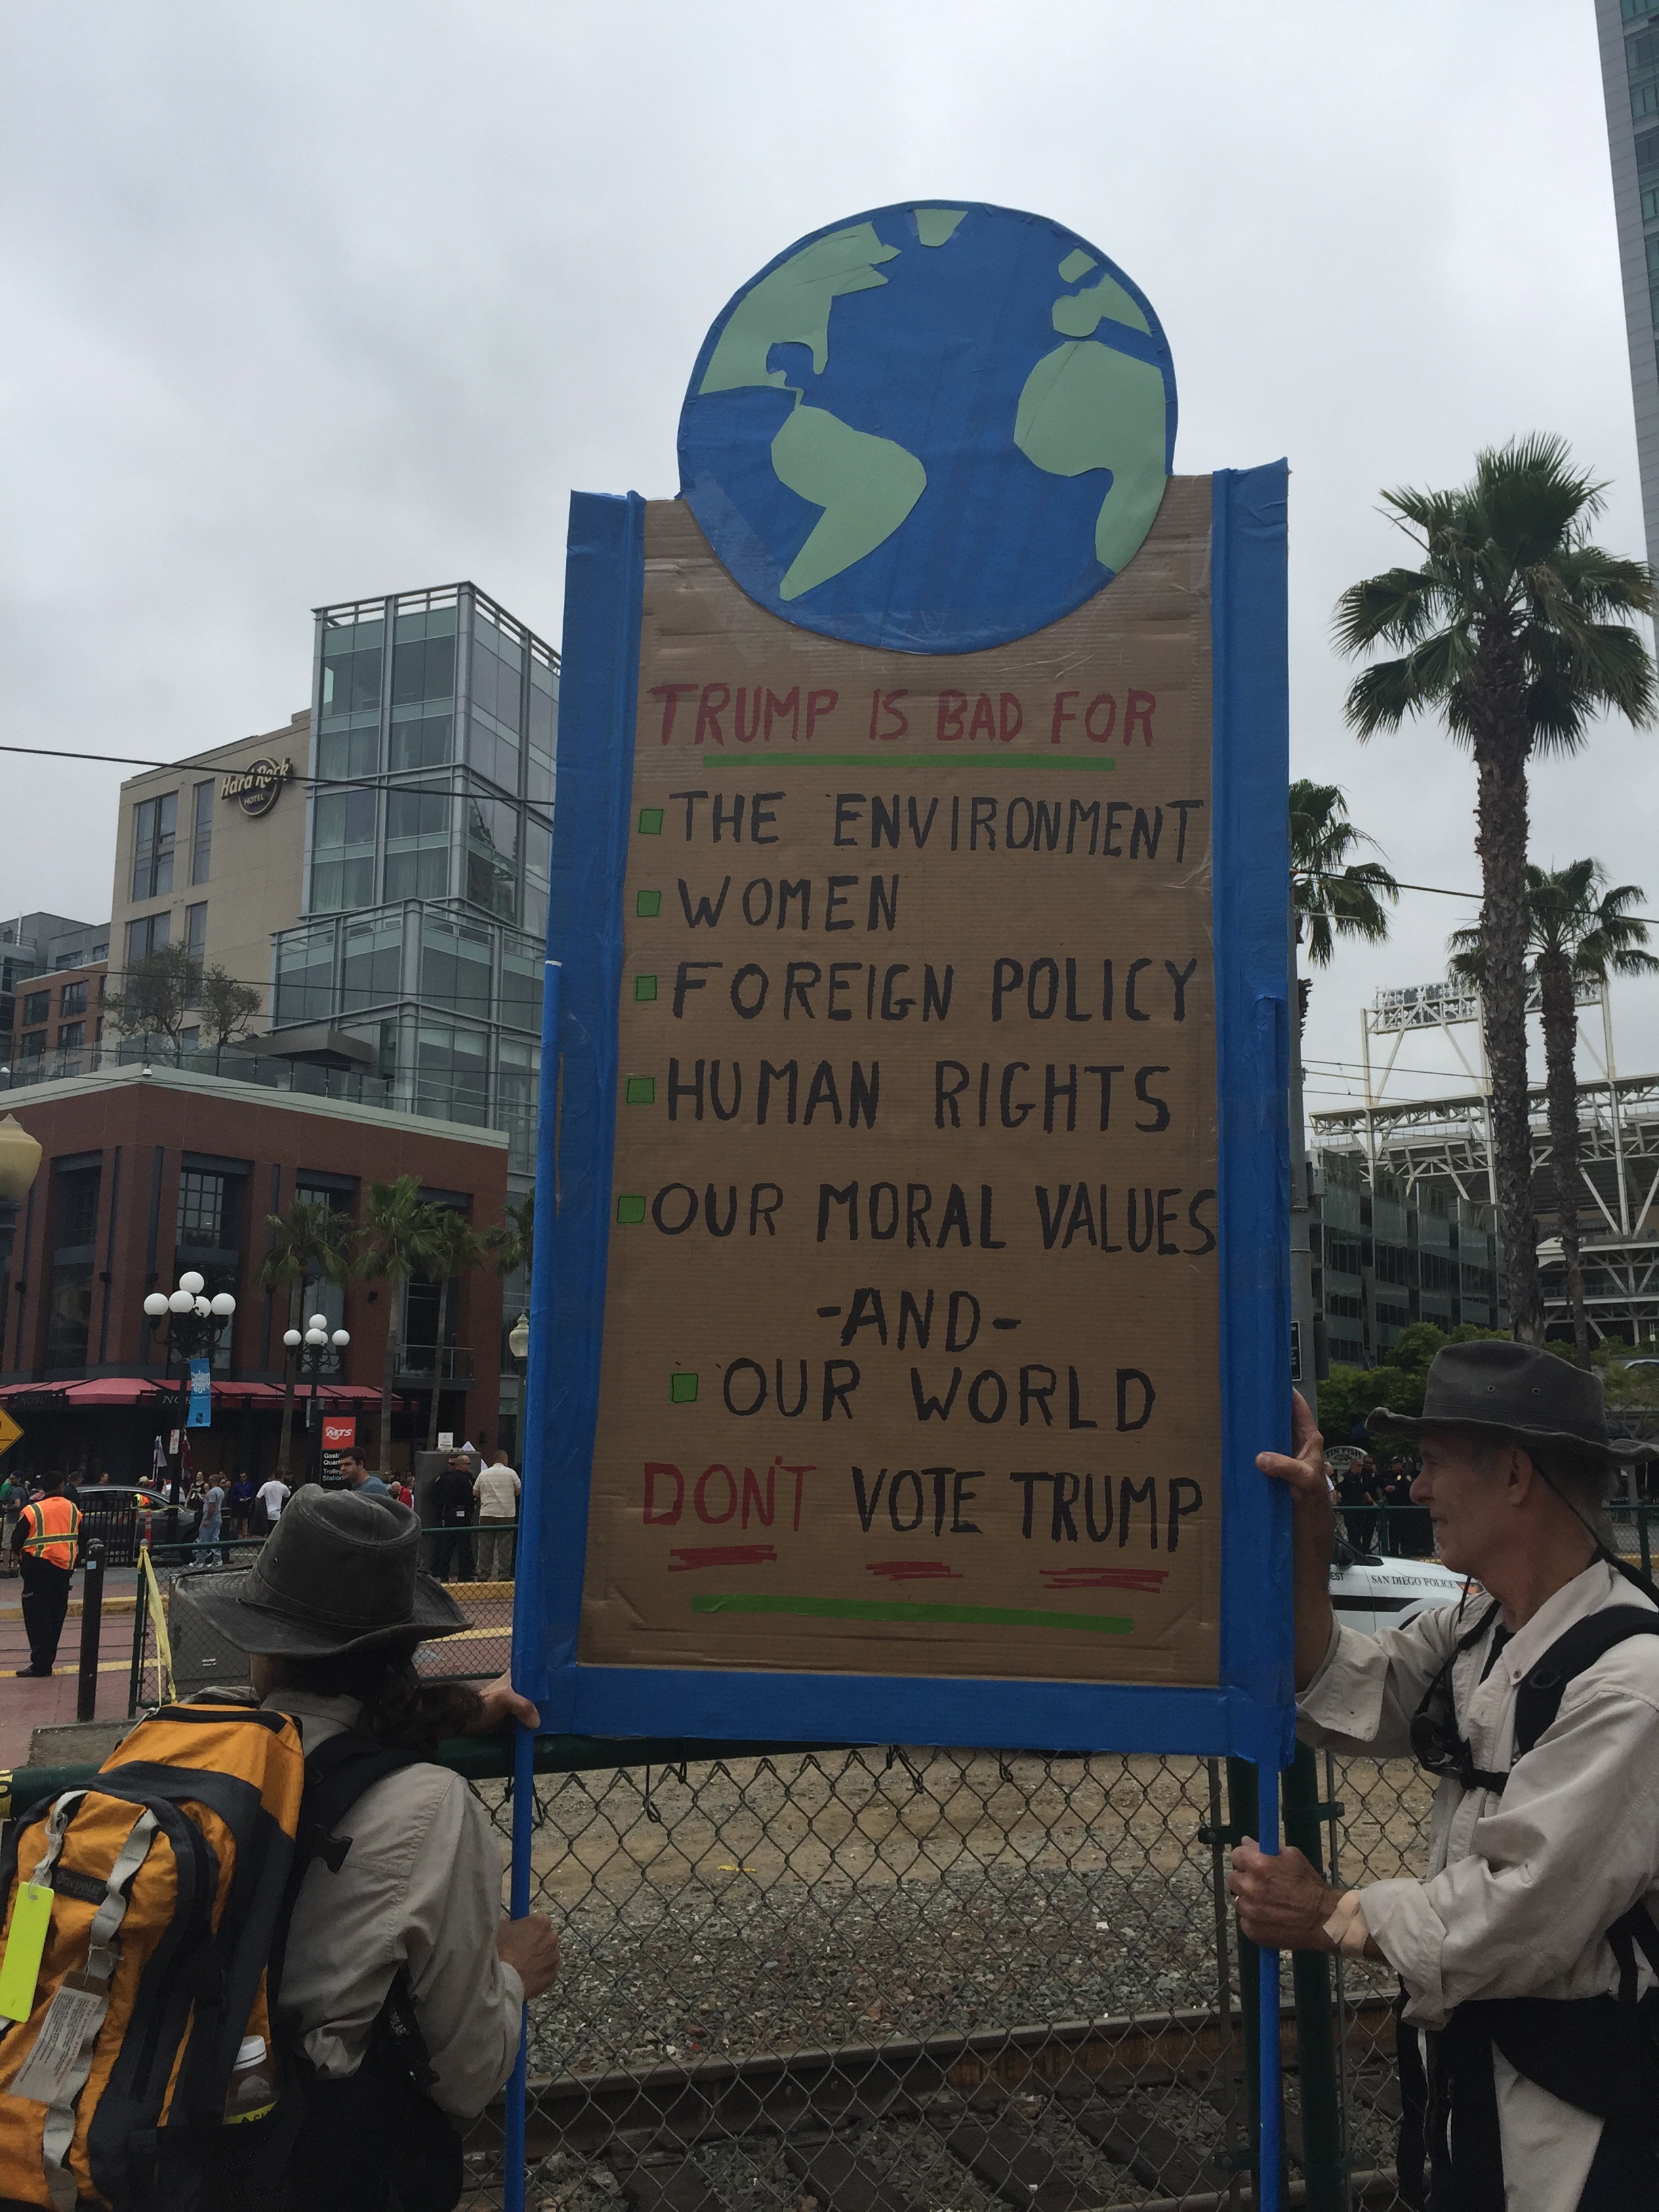 TRUMP IS BAD FOR
THE ENVIRONMENT
WOMEN
FOREIGN POLICY
HUMAN RIGHTS
OUR MORAL VALUES
-AND-
OUR WORLD
DON'T VOTE TRUMP
Hard Rock
HOTEL
MTS
SAN DIEGO POLICE